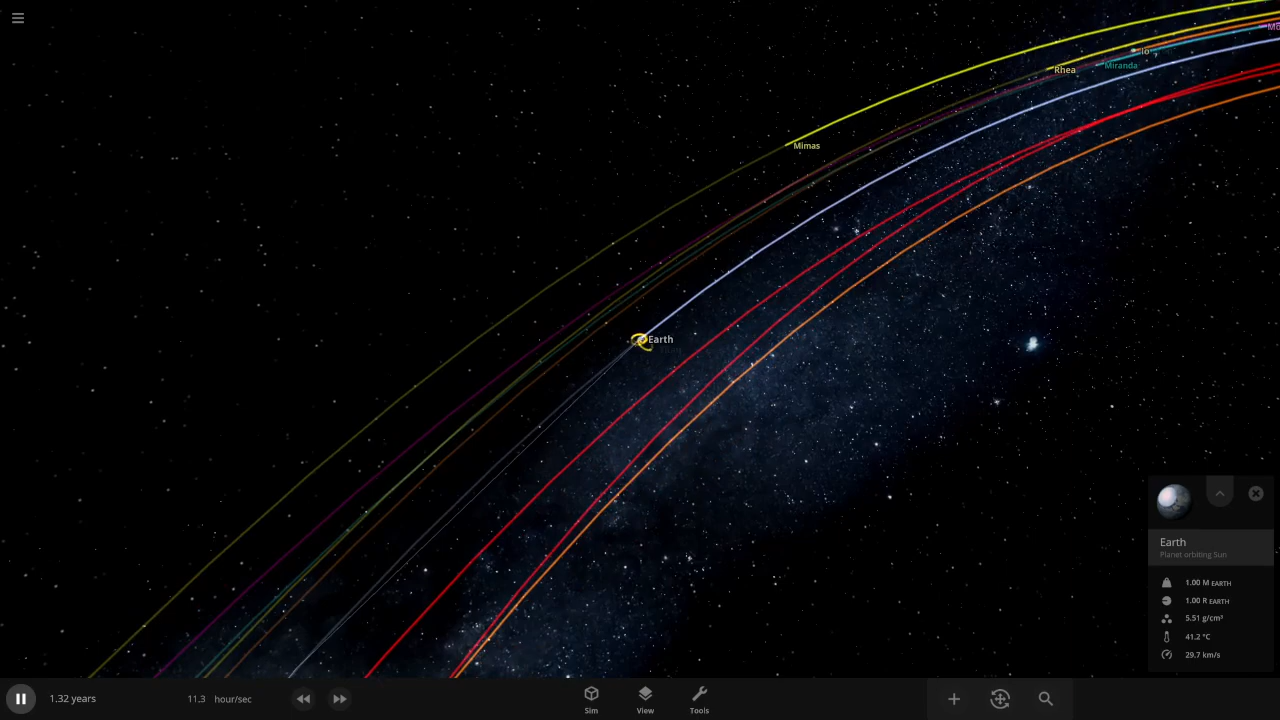 Mo
Io
Miranda
Rhea
Mimas
Earth
Earth
Planet orbiting Sun
1.00 M EARTH
1.00 R EARTH
5.51 g/cm³
41.2 °C
29.7 km/s
1.32 years
11.3 hour/sec
Sim
View
Tools